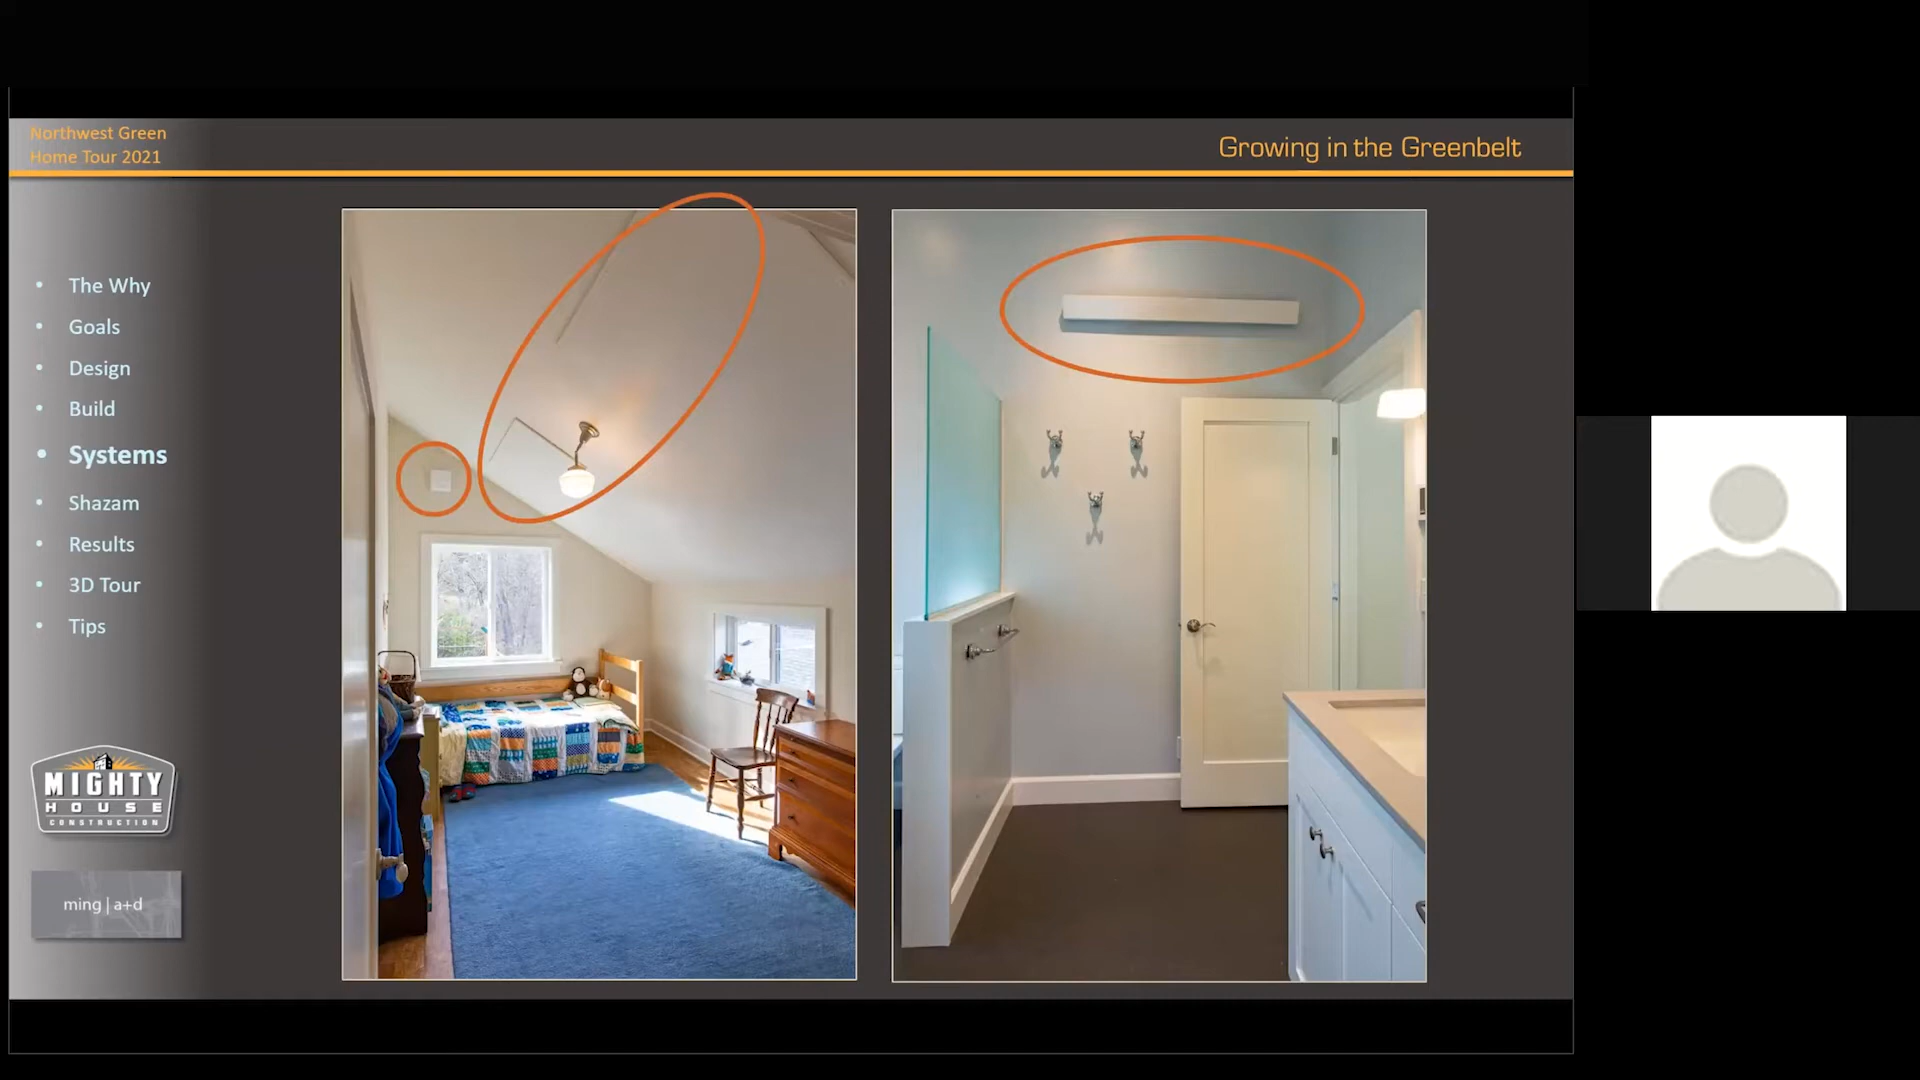 Northwest Green
Home Tour 2021
Growing in the Greenbelt
• The Why
• Goals
• Design
• Build
• Systems
• Shazam
• Results
• 3D Tour
• Tips
MIGHTY
HOUSE
CONSTRUCTION
ming | a+d